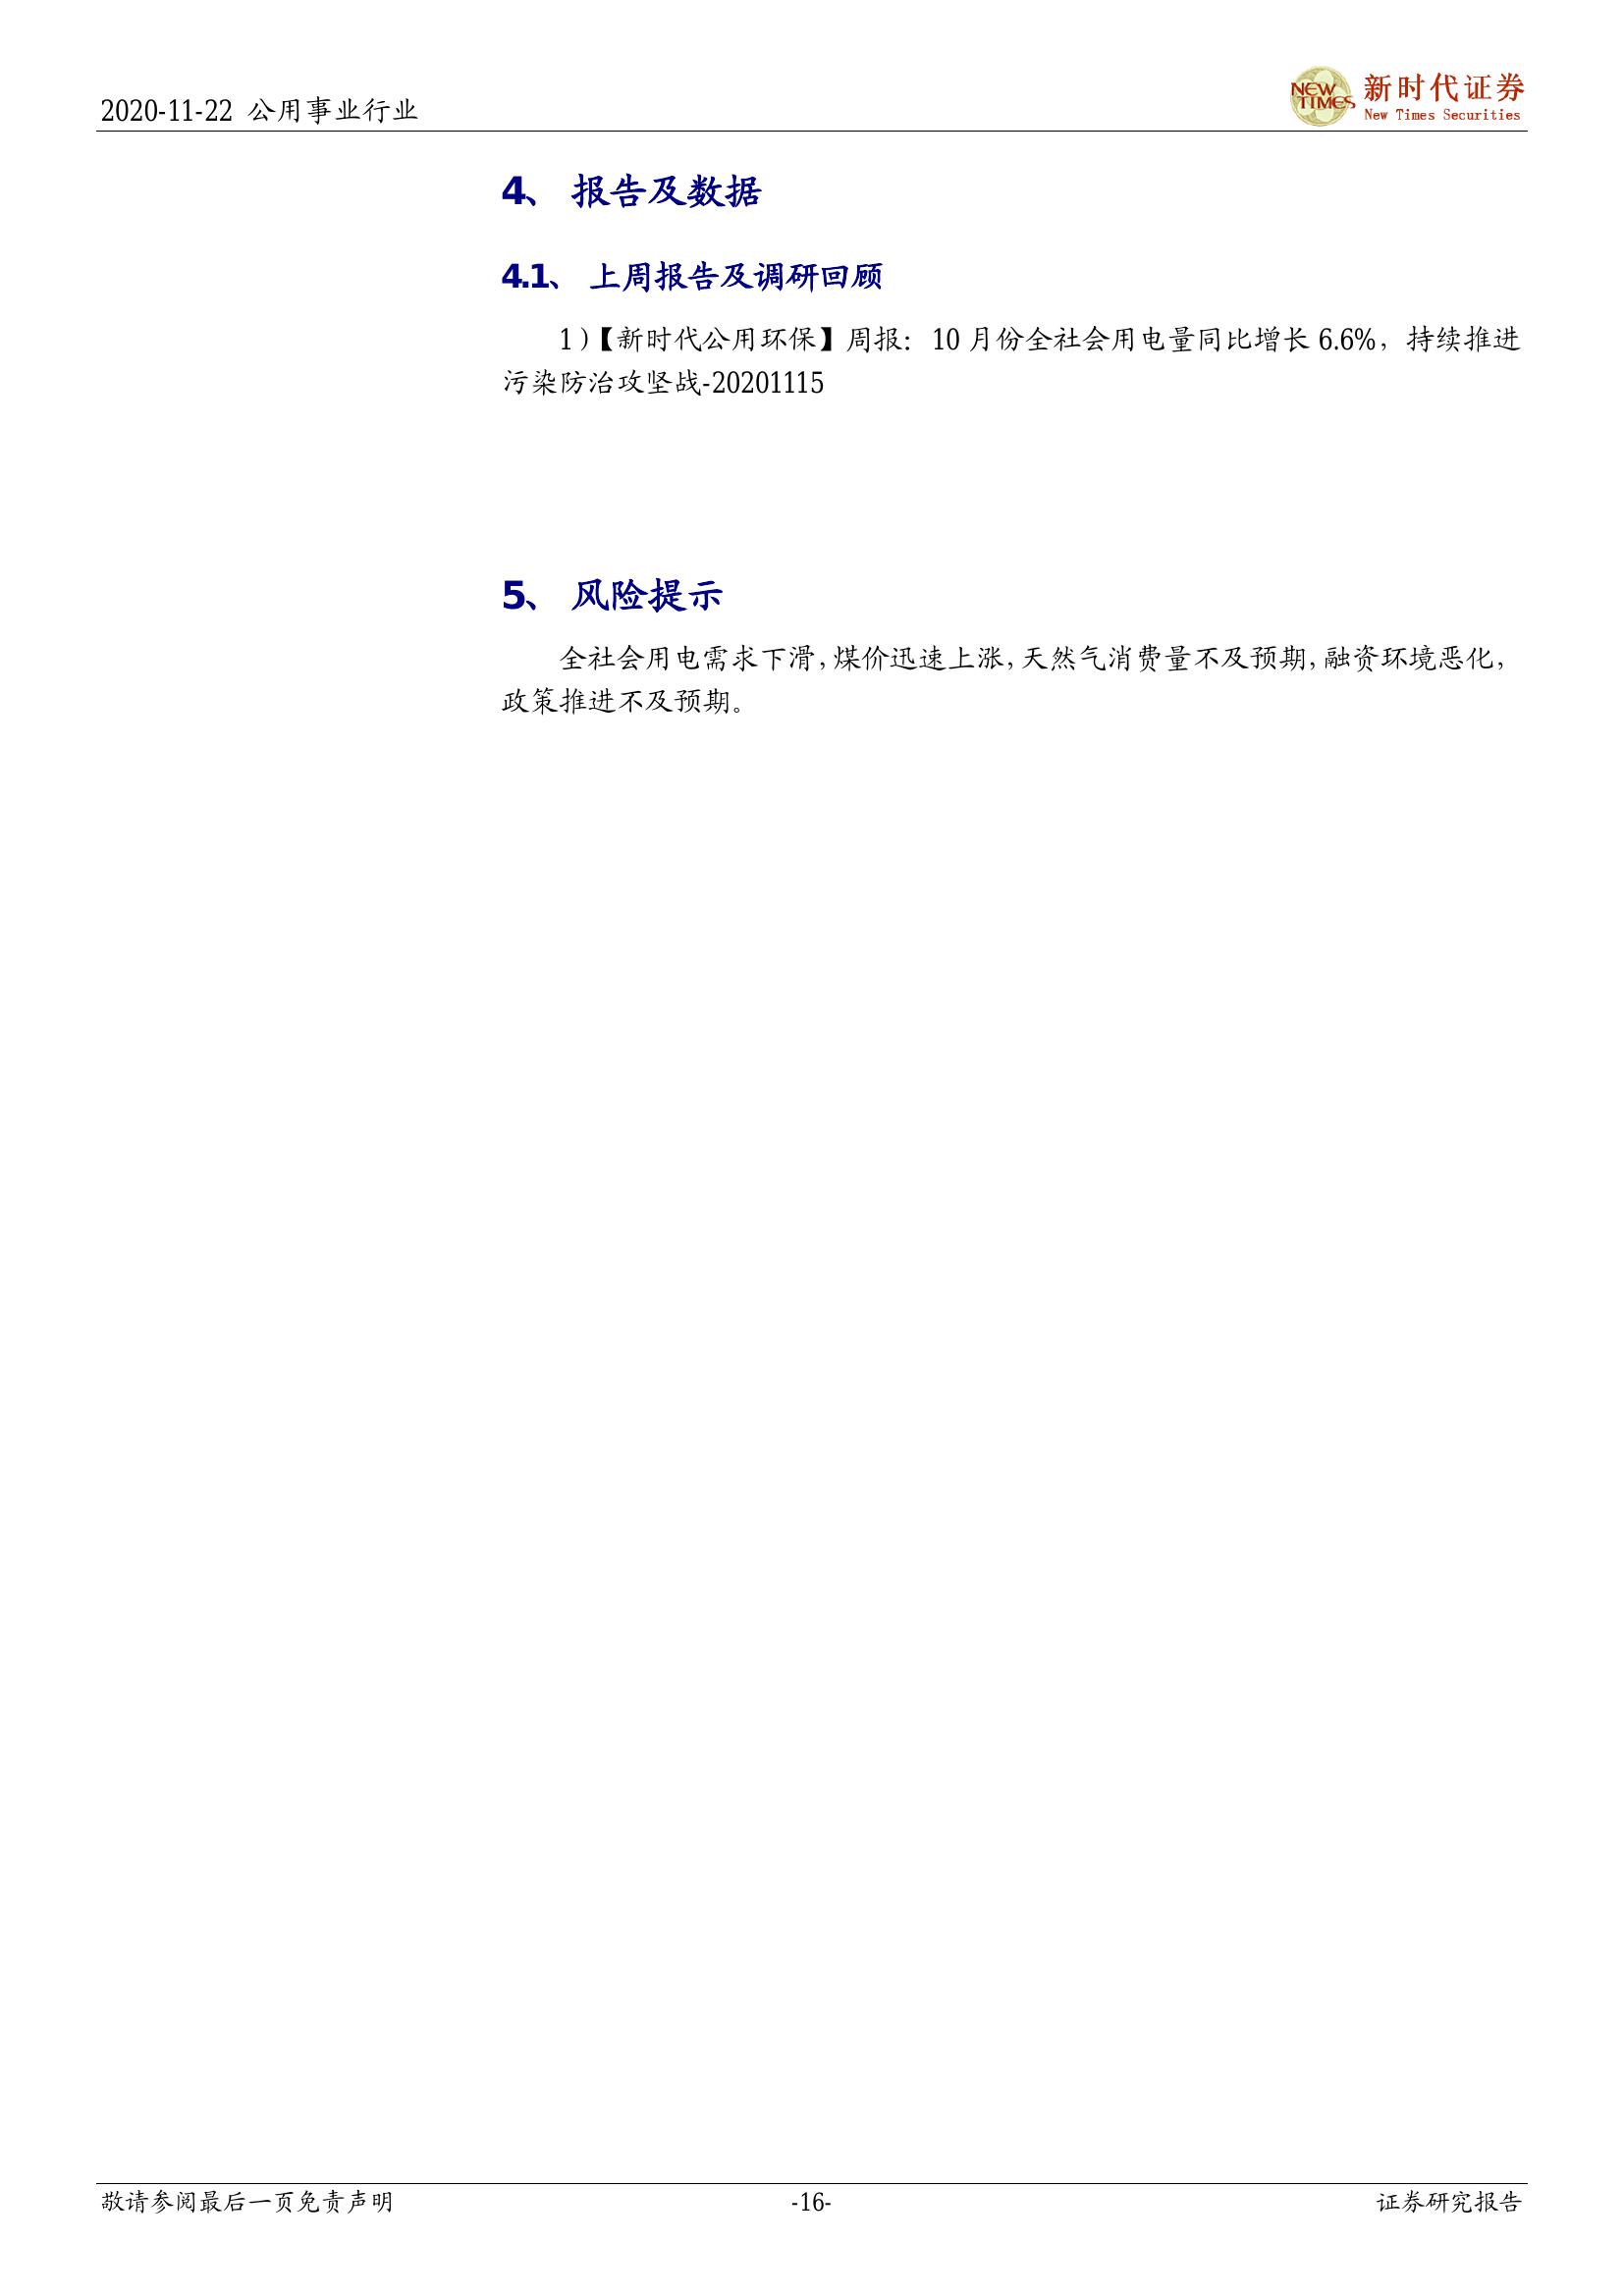 2020-11-22 公用事业行业
NEW TIMES
新时代证券
New Times Securities
4、 报告及数据
4.1、 上周报告及调研回顾
1)【新时代公用环保】周报：10 月份全社会用电量同比增长 6.6%，持续推进
污染防治攻坚战-20201115
5、 风险提示
全社会用电需求下滑，煤价迅速上涨，天然气消费量不及预期，融资环境恶化，
政策推进不及预期。
敬请参阅最后一页免责声明
-16-
证券研究报告